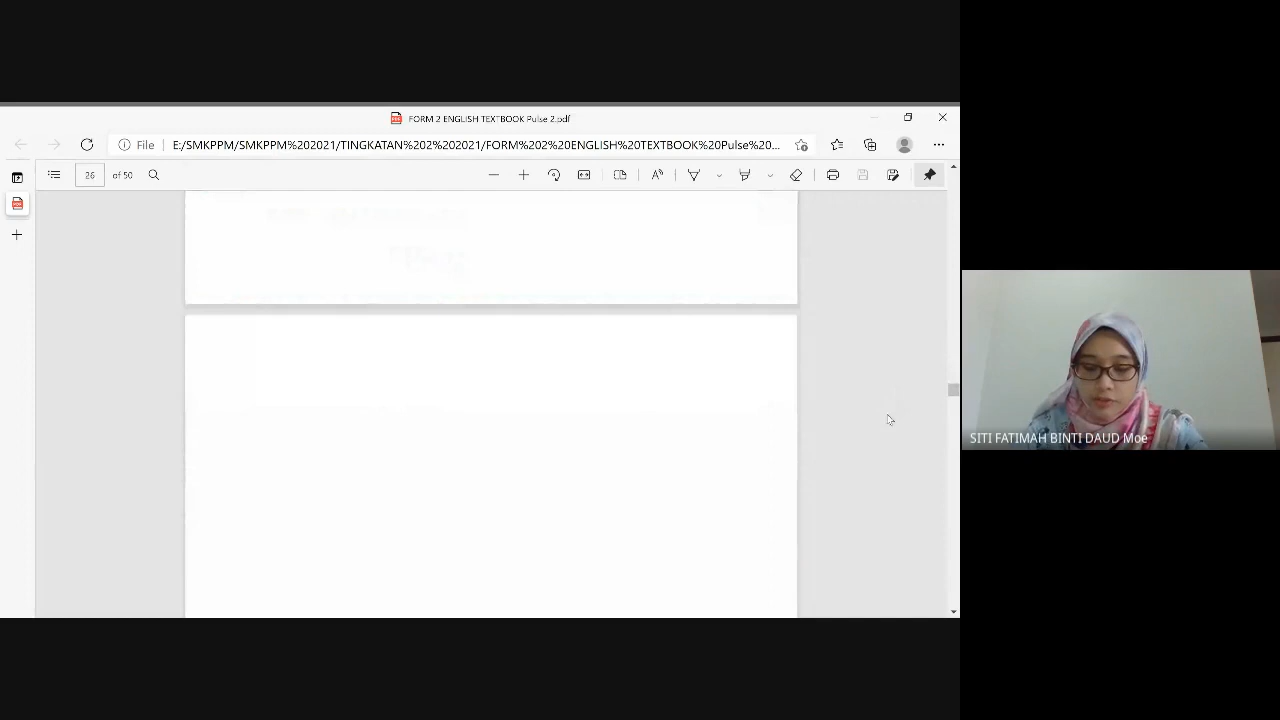 FORM 2 ENGLISH TEXTBOOK Pulse 2.pdf
File
E:/SMKPPM/SMKPPM%202021/TINGKATAN%202%202021/FORM%202%20ENGLISH%20TEXTBOOK%20Pulse%20...
26 of 50
SITI FATIMAH BINTI DAUD Moe